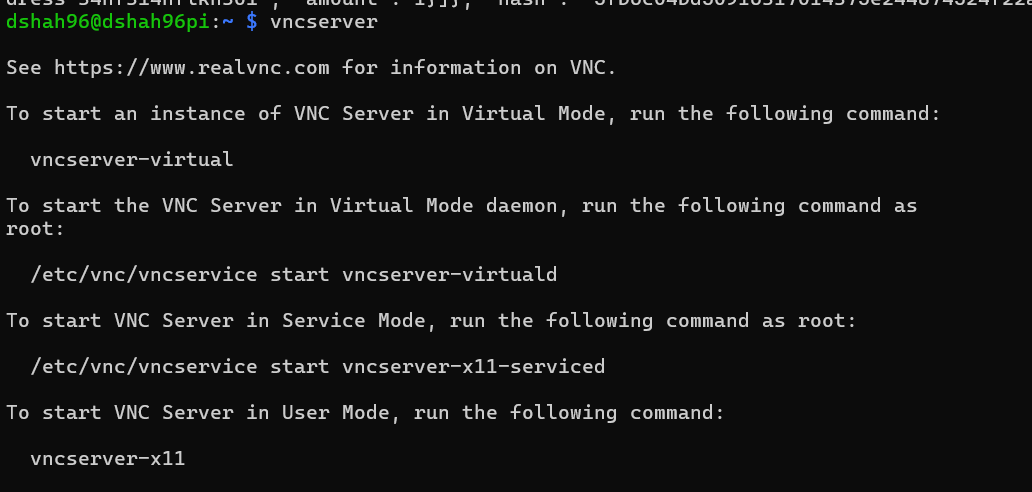 dshah96@dshah96pi:~ $ vncserver
See https://www.realvnc.com for information on VNC.
To start an instance of VNC Server in Virtual Mode, run the following command:
vncserver-virtual
To start the VNC Server in Virtual Mode daemon, run the following command as
root:
/etc/vnc/vncservice start vncserver-virtuald
To start VNC Server in Service Mode, run the following command as root:
/etc/vnc/vncservice start vncserver-x11-serviced
To start VNC Server in User Mode, run the following command:
vncserver-x11